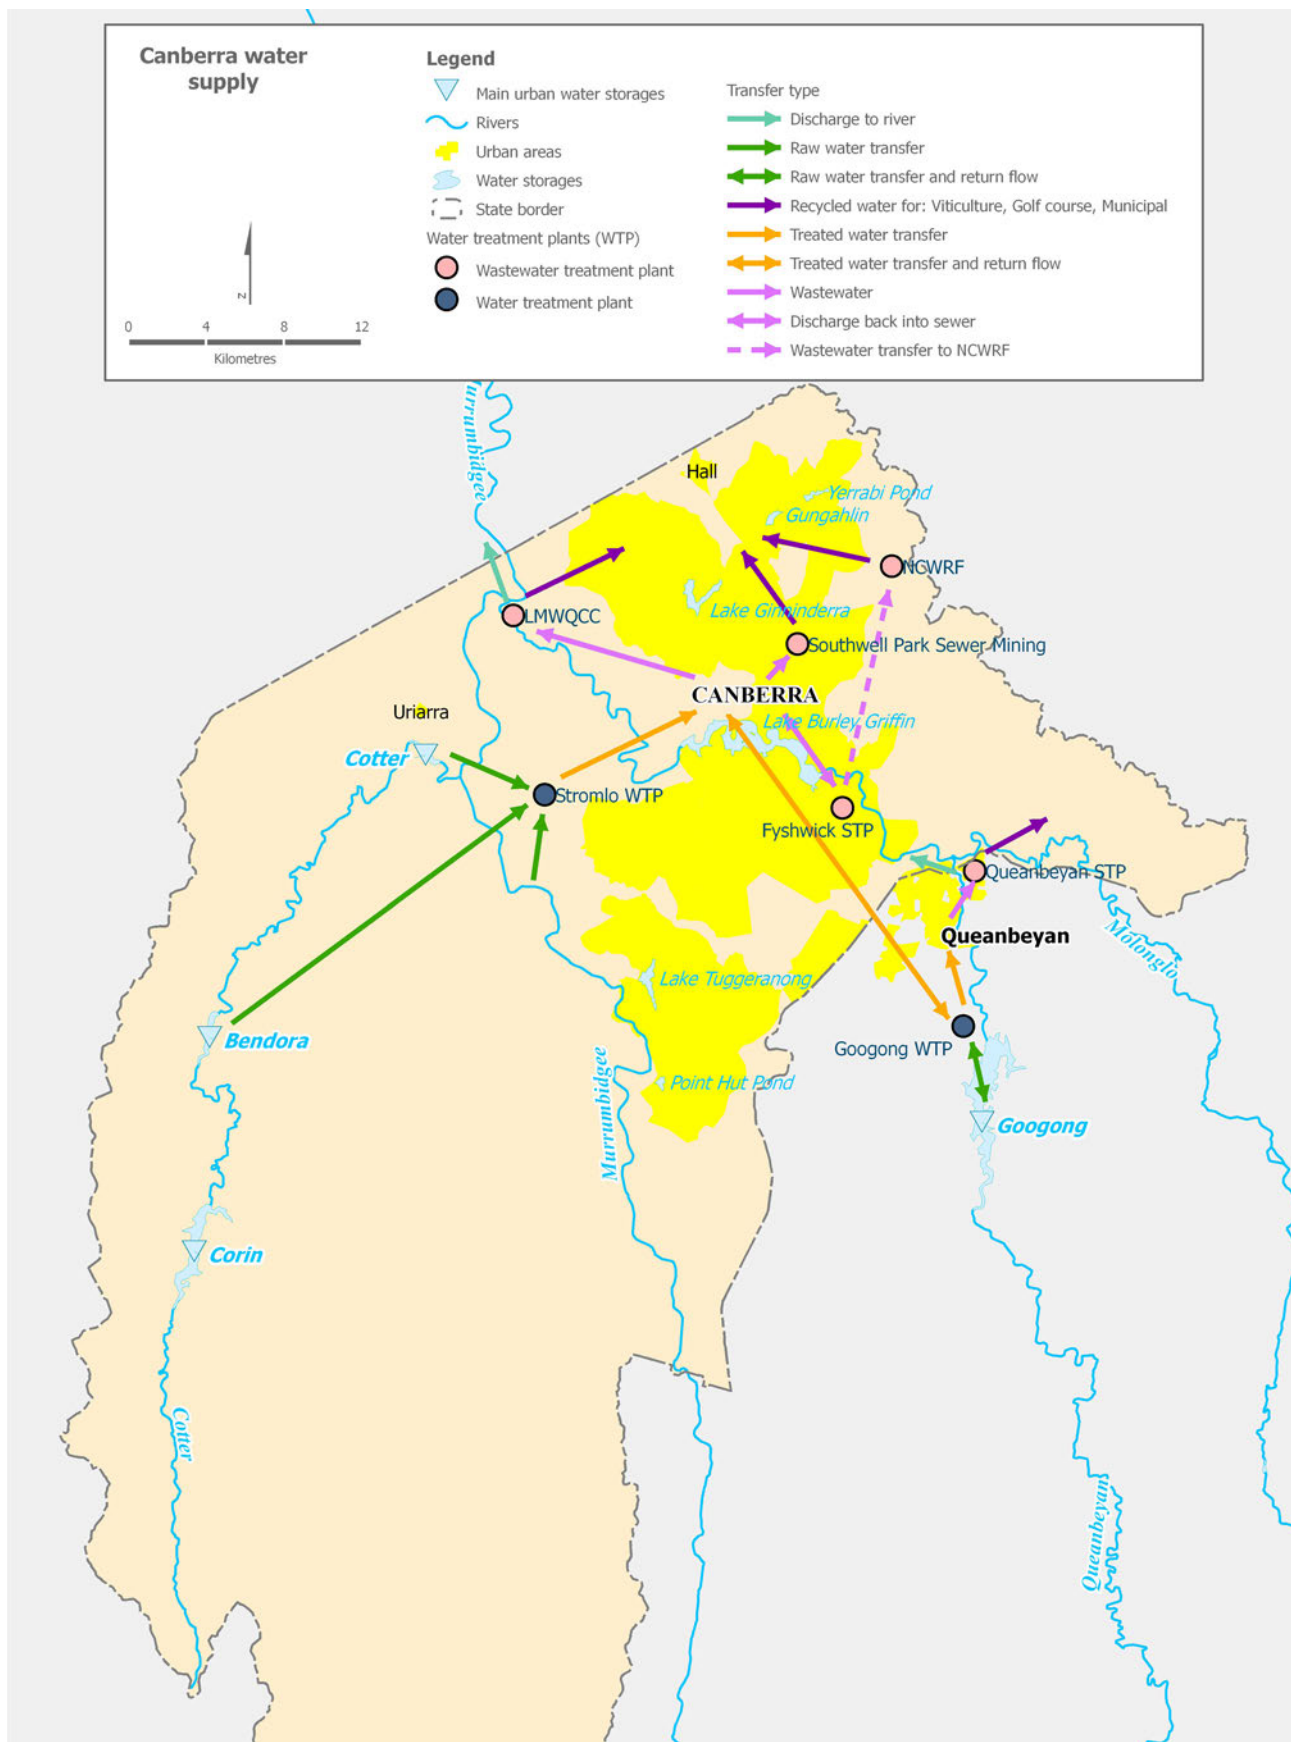 Canberra water
supply
Legend
Main urban water storages
Rivers
Urban areas
Water storages
State border
Water treatment plants (WTP)
Wastewater treatment plant
Water treatment plant
Transfer type
Discharge to river
Raw water transfer
Raw water transfer and return flow
Recycled water for: Viticulture, Golf course, Municipal
Treated water transfer
Treated water transfer and return flow
Wastewater
Discharge back into sewer
Wastewater transfer to NCWRF
N
0 4 8 12
Kilometres
Murrumbidgee
Hall
Yerrabi Pond
Gungahlin
NCWRF
LMWQCC
Lake Ginninderra
Southwell Park Sewer Mining
CANBERRA
Uriarra
Lake Burley Griffin
Cotter
Stromlo WTP
Fyshwick STP
Queanbeyan STP
Queanbeyan
Molonglo
Lake Tuggeranong
Bendora
Googong WTP
Point Hut Pond
Murrumbidgee
Googong
Corin
Cotter
Queanbeyan